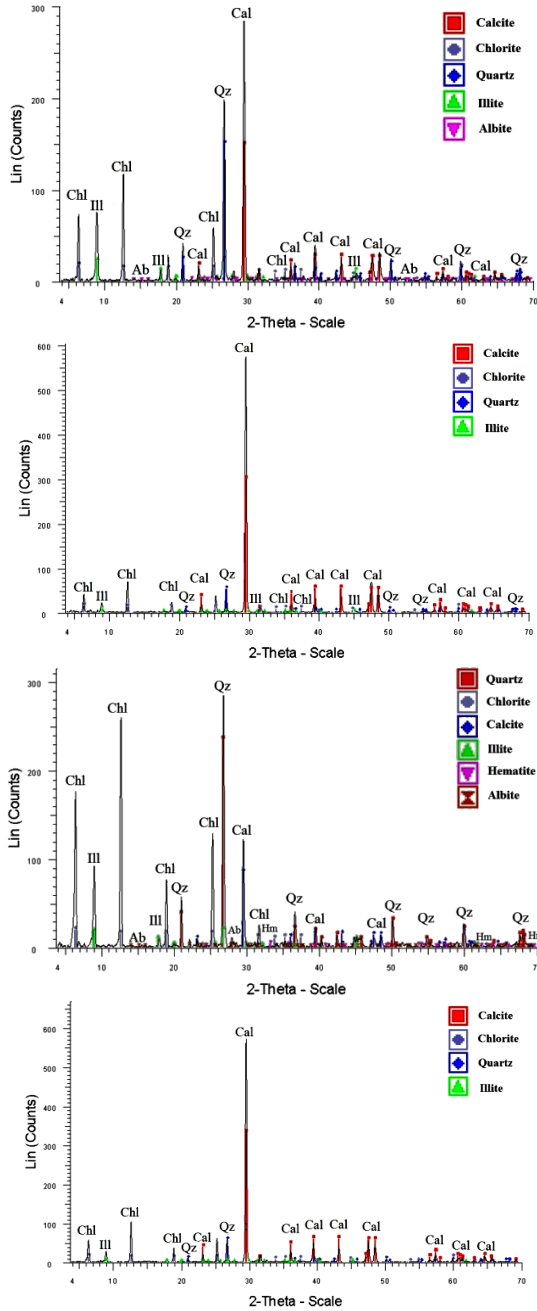 Cal
300
Calcite
Chlorite
Quartz
Illite
Albite
Lin (Counts)
Qz
200
Chl
100
Chl
Ill
Chl
Qz
Ab
Ill
Cal
Chl
Cal
Cal
Cal
Ill
Cal
Qz
Ab
Cal
Qz
Cal
0
4 10 20 30 40 50 60 70
2-Theta - Scale
600
Cal
Calcite
Chlorite
Quartz
Illite
500
400
Lin (Counts)
300
200
100
Chl
Ill
Chl
Chl
Qz
Cal
Qz
Ill
Chl
Cal
Chl
Cal
Cal
Ill
Cal
Qz
Qz
Cal
Cal
Qz
0
4 10 20 30 40 50 60 70
2-Theta - Scale
300
Qz
Quartz
Chlorite
Calcite
Illite
Hematite
Albite
Chl
Lin (Counts)
200
Chl
Chl
Cal
100
Ill
Chl
Qz
Ab
Ill
Ab
Chl
Hm
Qz
Cal
Cal
Qz
Qz
Qz
Hm
Qz
0
4 10 20 30 40 50 60 70
2-Theta - Scale
Cal
600
Calcite
Chlorite
Quartz
Illite
500
400
Lin (Counts)
300
200
100
Chl
Ill
Chl
Chl
Qz
Cal
Qz
Cal
Cal
Cal
Cal
Cal
Cal
Cal
0
4 10 20 30 40 50 60 70
2-Theta - Scale